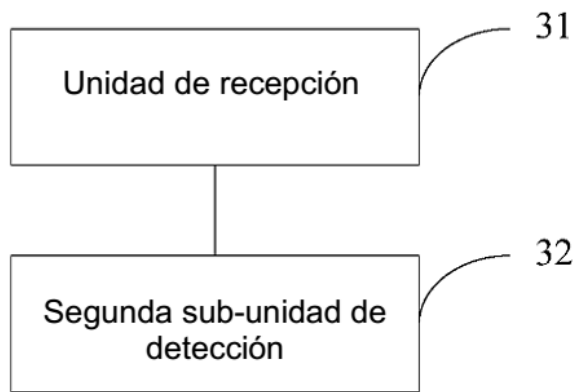 31
Unidad de recepción
32
Segunda sub-unidad de
detección